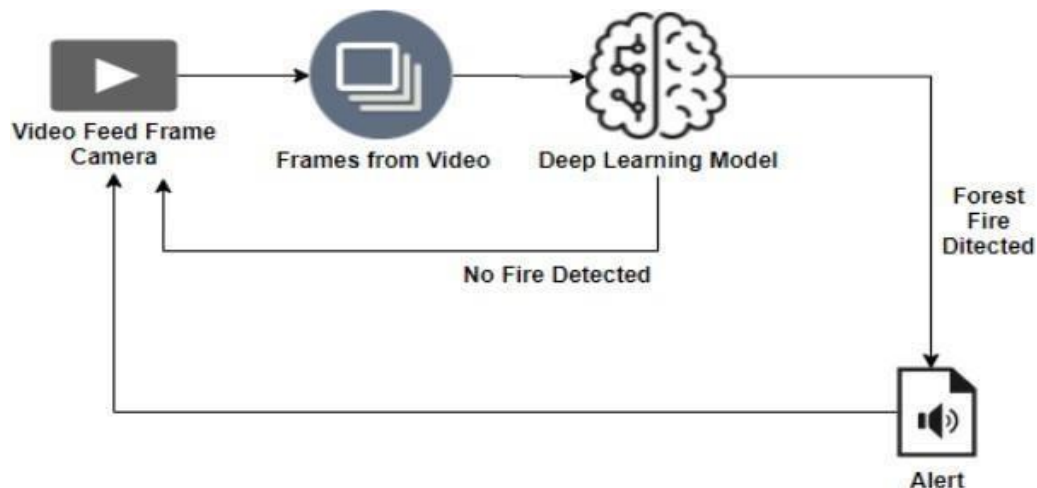 Video Feed Frame
Camera
Frames from Video
Deep Learning Model
Forest
Fire
Ditected
No Fire Detected
Alert